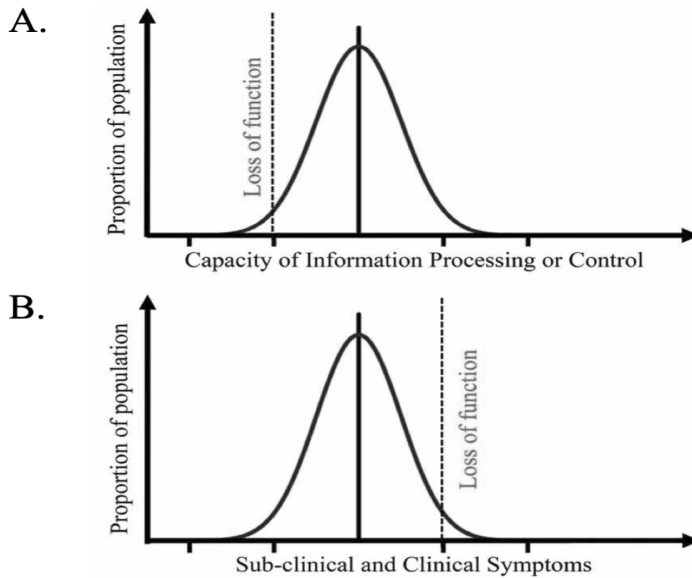 A.
Proportion of population
Loss of function
Capacity of Information Processing or Control
B.
Proportion of population
Loss of function
Sub-clinical and Clinical Symptoms